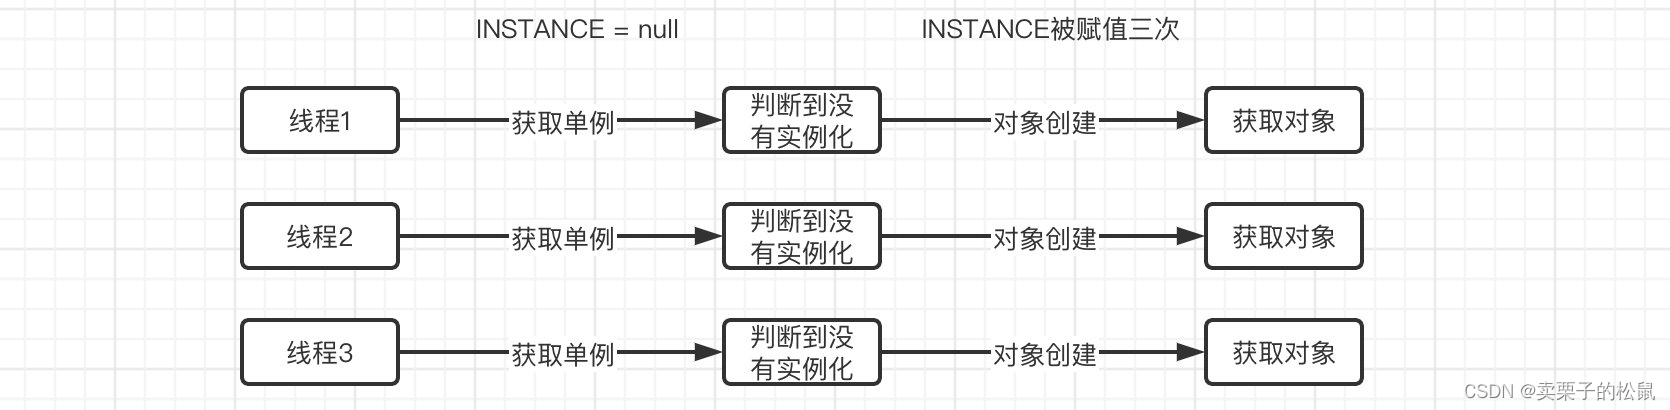 INSTANCE = null
INSTANCE被赋值三次
线程1
获取单例
判断到没
有实例化
对象创建
获取对象
线程2
获取单例
判断到没
有实例化
对象创建
获取对象
线程3
获取单例
判断到没
有实例化
对象创建
获取对象
CSDN @卖栗子的松鼠